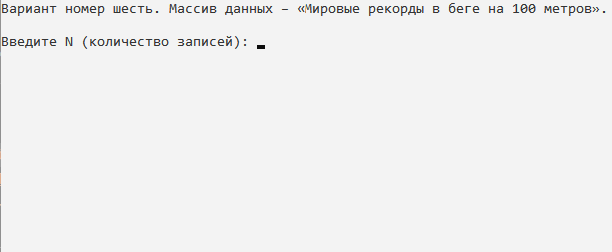 Вариант номер шесть. Массив данных – «Мировые рекорды в беге на 100 метров».
Введите N (количество записей):